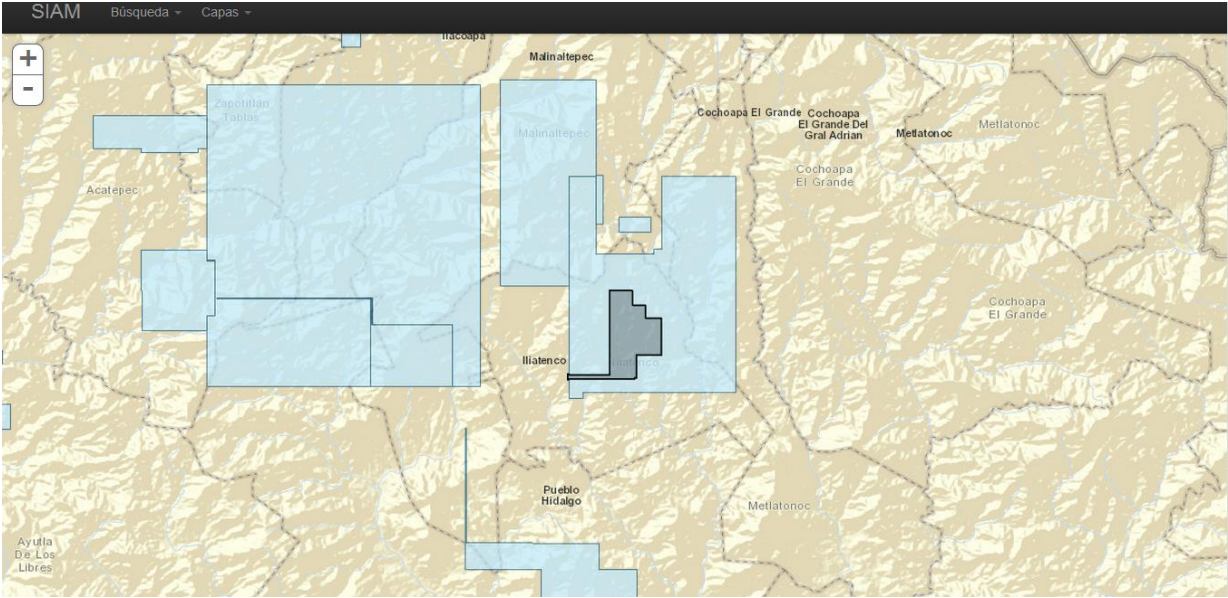 SIAM Búsqueda Capas
+
-
Tlacoapa
Malinaltepec
Zapotitlán
Tablas
Cochoapa El Grande
Cochoapa
El Grande Del
Gral Adrian
Metlatonoc
Metlatonoc
Malinaltepec
Acatepec
Cochoapa
El Grande
Cochoapa
El Grande
Iliatenco
Iliatenco
Pueblo
Hidalgo
Metlatonoc
Ayutla
De Los
Libres